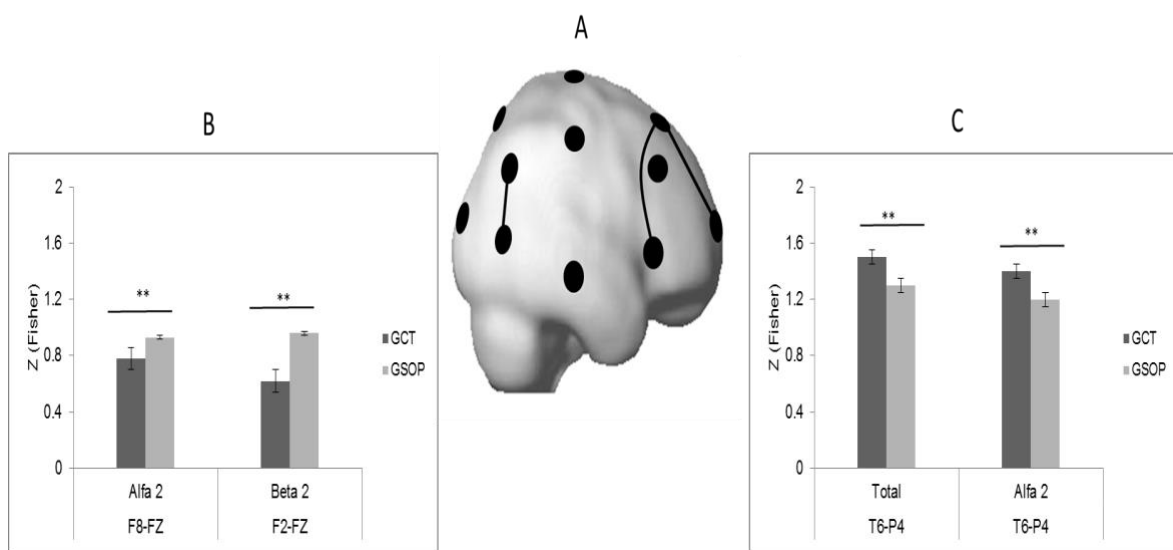 A
B
Z (Fisher)
2
1.6
1.2
0.8
0.4
0
**
**
GCT
GSOP
Alfa 2 Beta 2
F8-FZ F2-FZ
C
Z (Fisher)
2
1.6
1.2
0.8
0.4
0
**
**
GCT
GSOP
Total Alfa 2
T6-P4 T6-P4